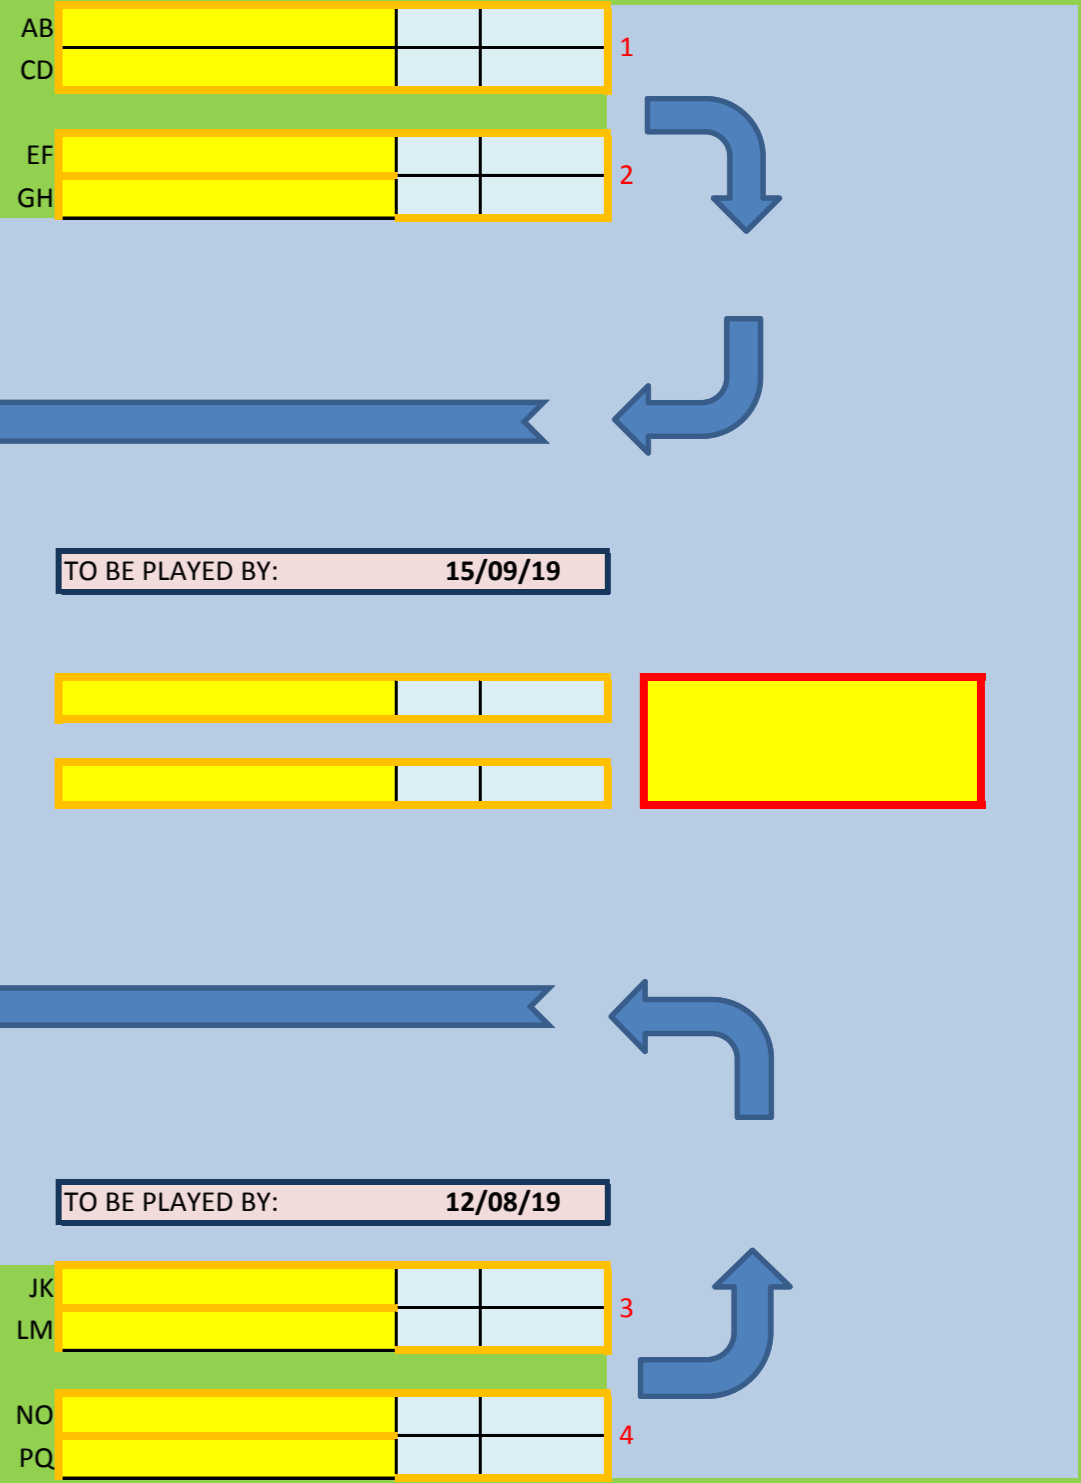 AB
1
CD
EF
2
GH
TO BE PLAYED BY: 15/09/19
TO BE PLAYED BY: 12/08/19
JK
3
LM
NO
4
PQ